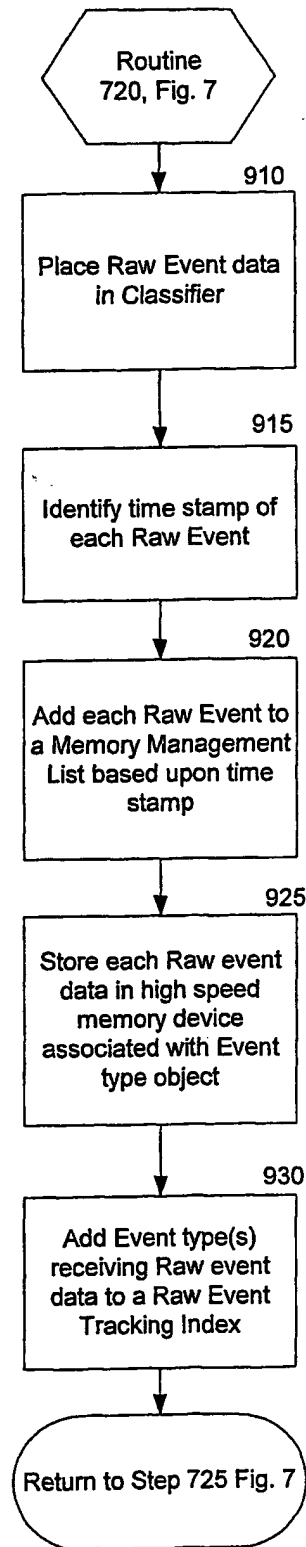 Routine
720, Fig. 7
910
Place Raw Event data
in Classifier
915
Identify time stamp of
each Raw Event
920
Add each Raw Event to
a Memory Management
List based upon time
stamp
925
Store each Raw event
data in high speed
memory device
associated with Event
type object
930
Add Event type(s)
receiving Raw event
data to a Raw Event
Tracking Index
Return to Step 725 Fig. 7